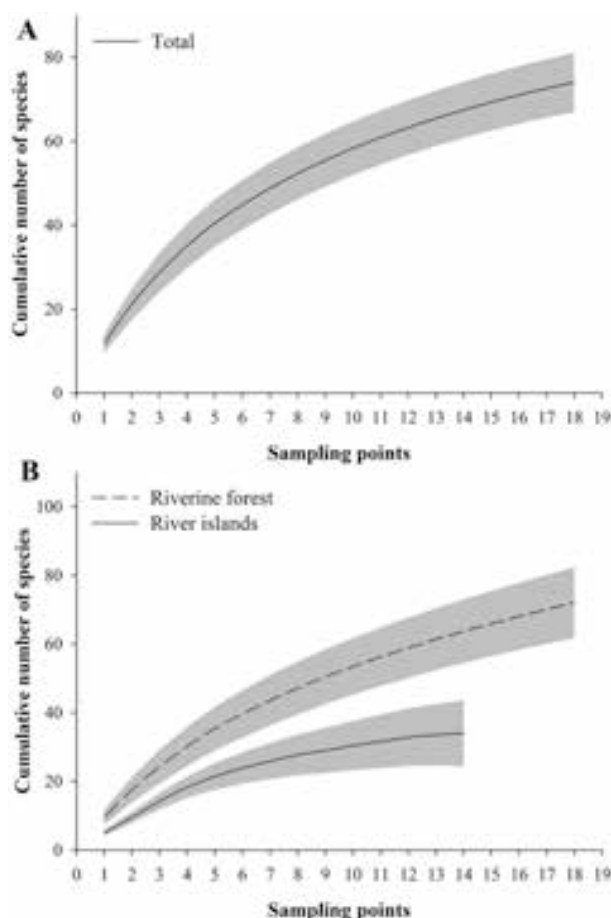 A
Total
Cumulative number of species
80
60
40
20
0
0 1 2 3 4 5 6 7 8 9 10 11 12 13 14 15 16 17 18 19
Sampling points
B
Riverine forest
River islands
Cumulative number of species
100
80
60
40
20
0
0 1 2 3 4 5 6 7 8 9 10 11 12 13 14 15 16 17 18 19
Sampling points